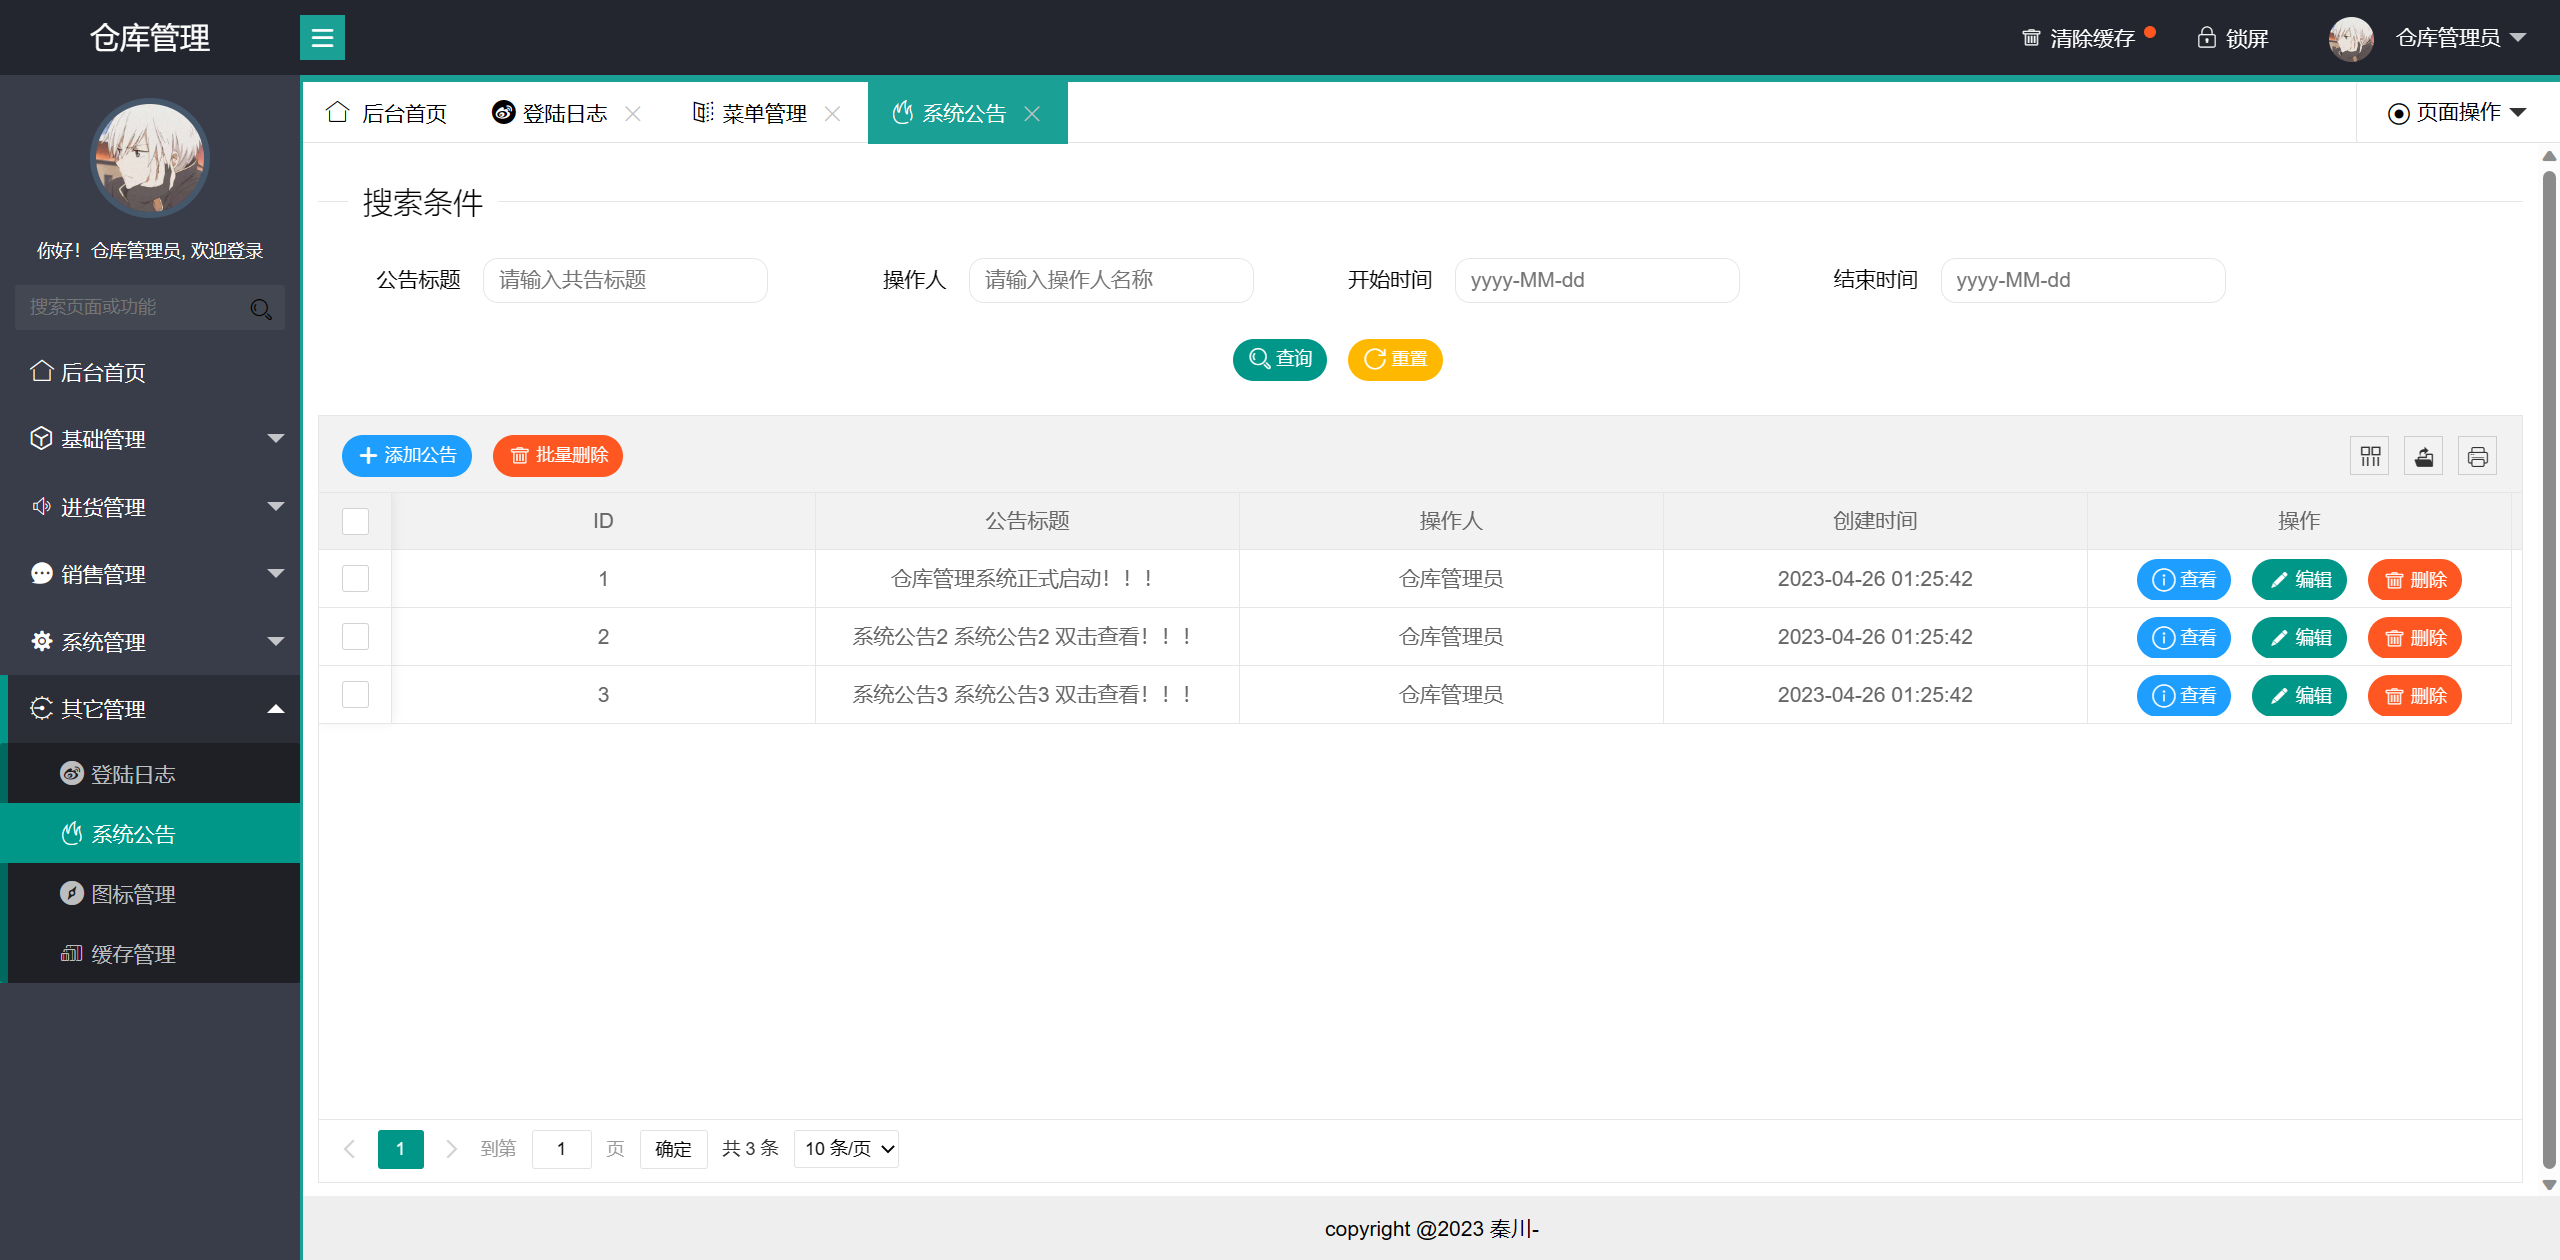 仓库管理
清除缓存
锁屏
仓库管理员
你好！仓库管理员, 欢迎登录
搜索页面或功能
后台首页
基础管理
进货管理
销售管理
系统管理
其它管理
登陆日志
系统公告
图标管理
缓存管理
后台首页 登陆日志 菜单管理 系统公告 页面操作
搜索条件
公告标题 请输入共告标题 操作人 请输入操作人名称 开始时间 yyyy-MM-dd 结束时间 yyyy-MM-dd
查询 重置
添加公告 批量删除
ID 公告标题 操作人 创建时间 操作
1 仓库管理系统正式启动！！！ 仓库管理员 2023-04-26 01:25:42 查看 编辑 删除
2 系统公告2 系统公告2 双击查看！！！ 仓库管理员 2023-04-26 01:25:42 查看 编辑 删除
3 系统公告3 系统公告3 双击查看！！！ 仓库管理员 2023-04-26 01:25:42 查看 编辑 删除
1 到第 1 页 确定 共 3 条 10 条/页
copyright @2023 秦川-